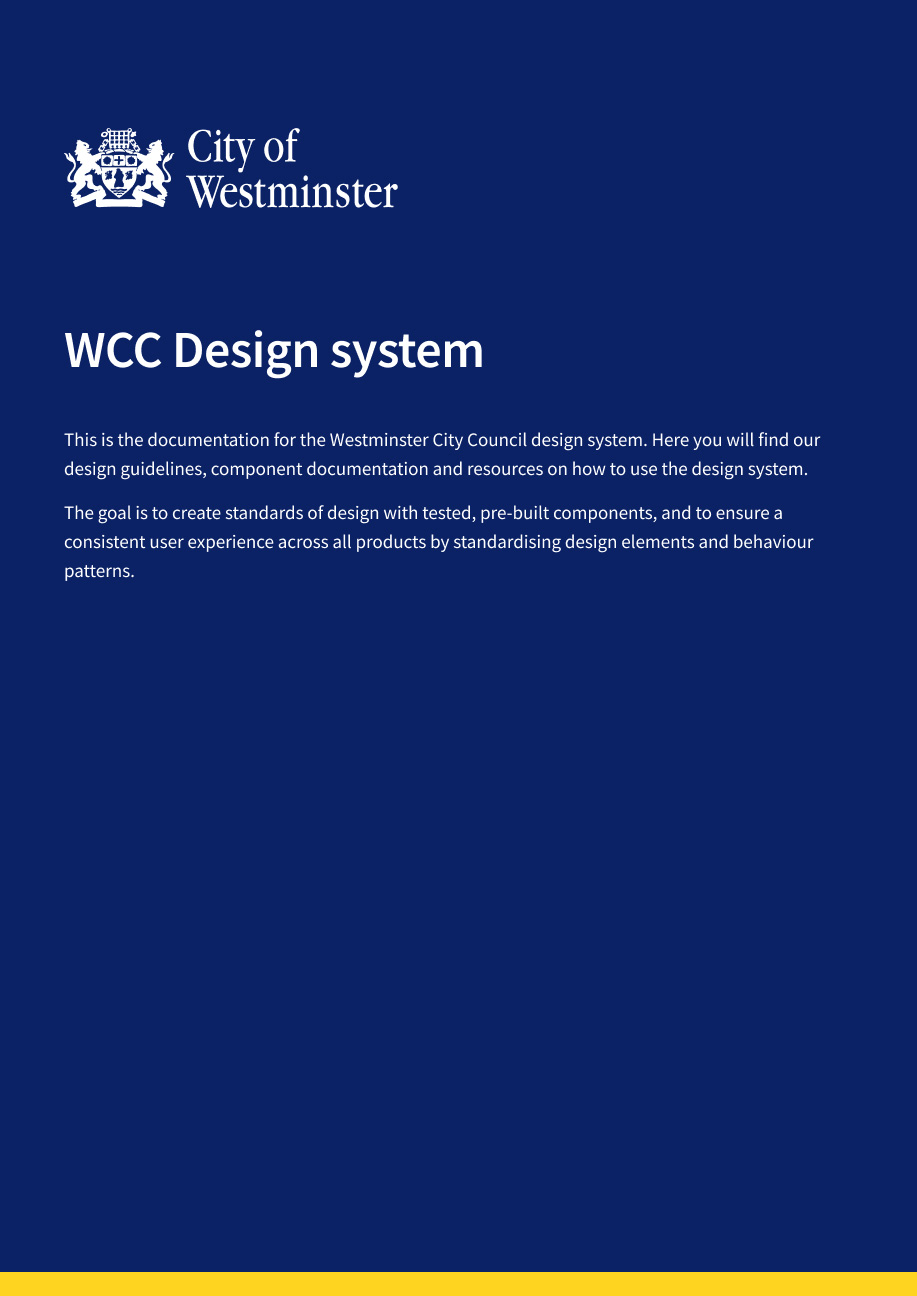 City of
Westminster
WCC Design system
This is the documentation for the Westminster City Council design system. Here you will find our
design guidelines, component documentation and resources on how to use the design system.
The goal is to create standards of design with tested, pre-built components, and to ensure a
consistent user experience across all products by standardising design elements and behaviour
patterns.